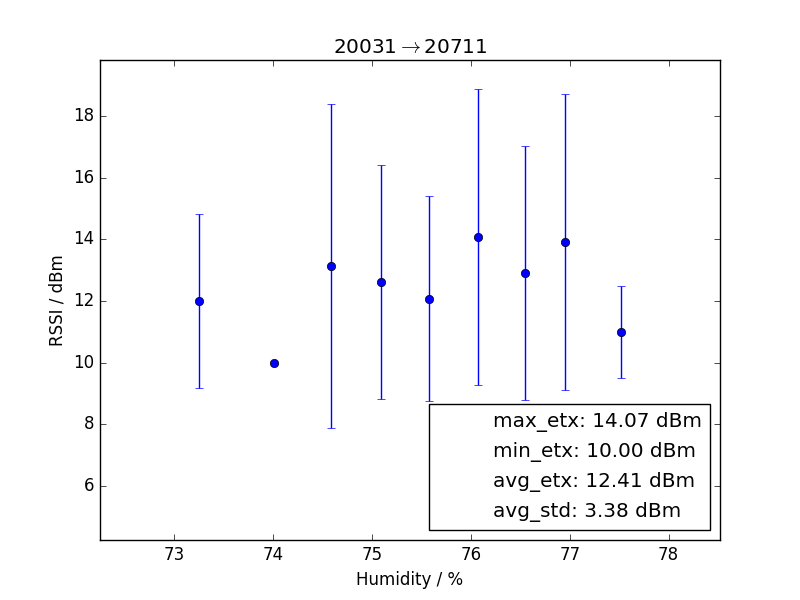 20031→20711
RSSI / dBm
18
16
14
12
10
8
6
max_etx: 14.07 dBm
min_etx: 10.00 dBm
avg_etx: 12.41 dBm
avg_std: 3.38 dBm
73 74 75 76 77 78
Humidity / %